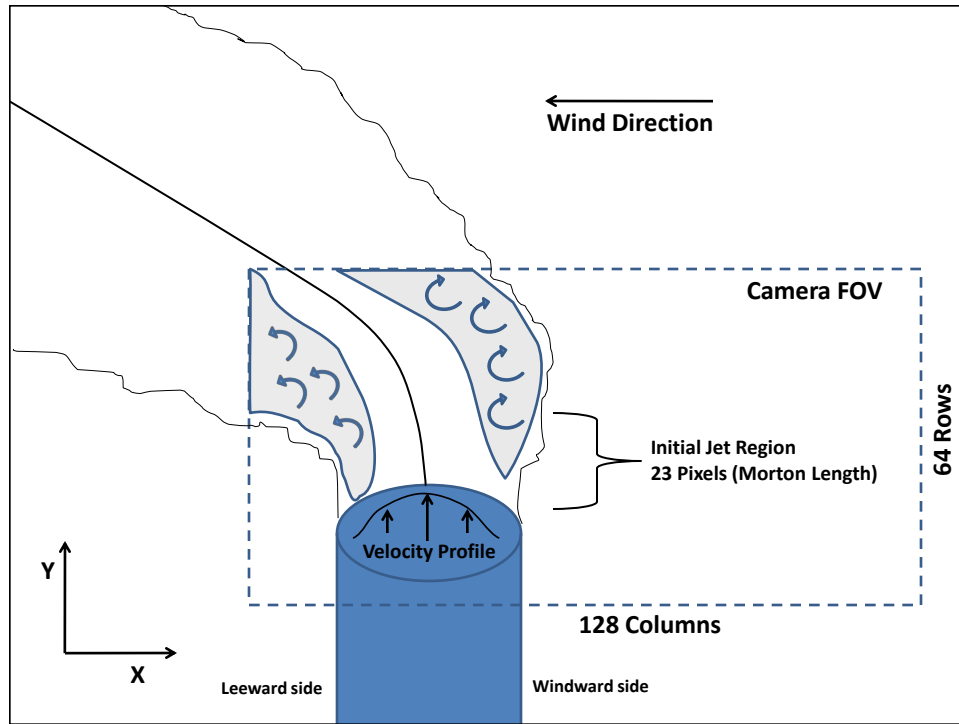 Wind Direction
Camera FOV
64 Rows
Initial Jet Region
23 Pixels (Morton Length)
Velocity Profile
Y
X
128 Columns
Leeward side
Windward side